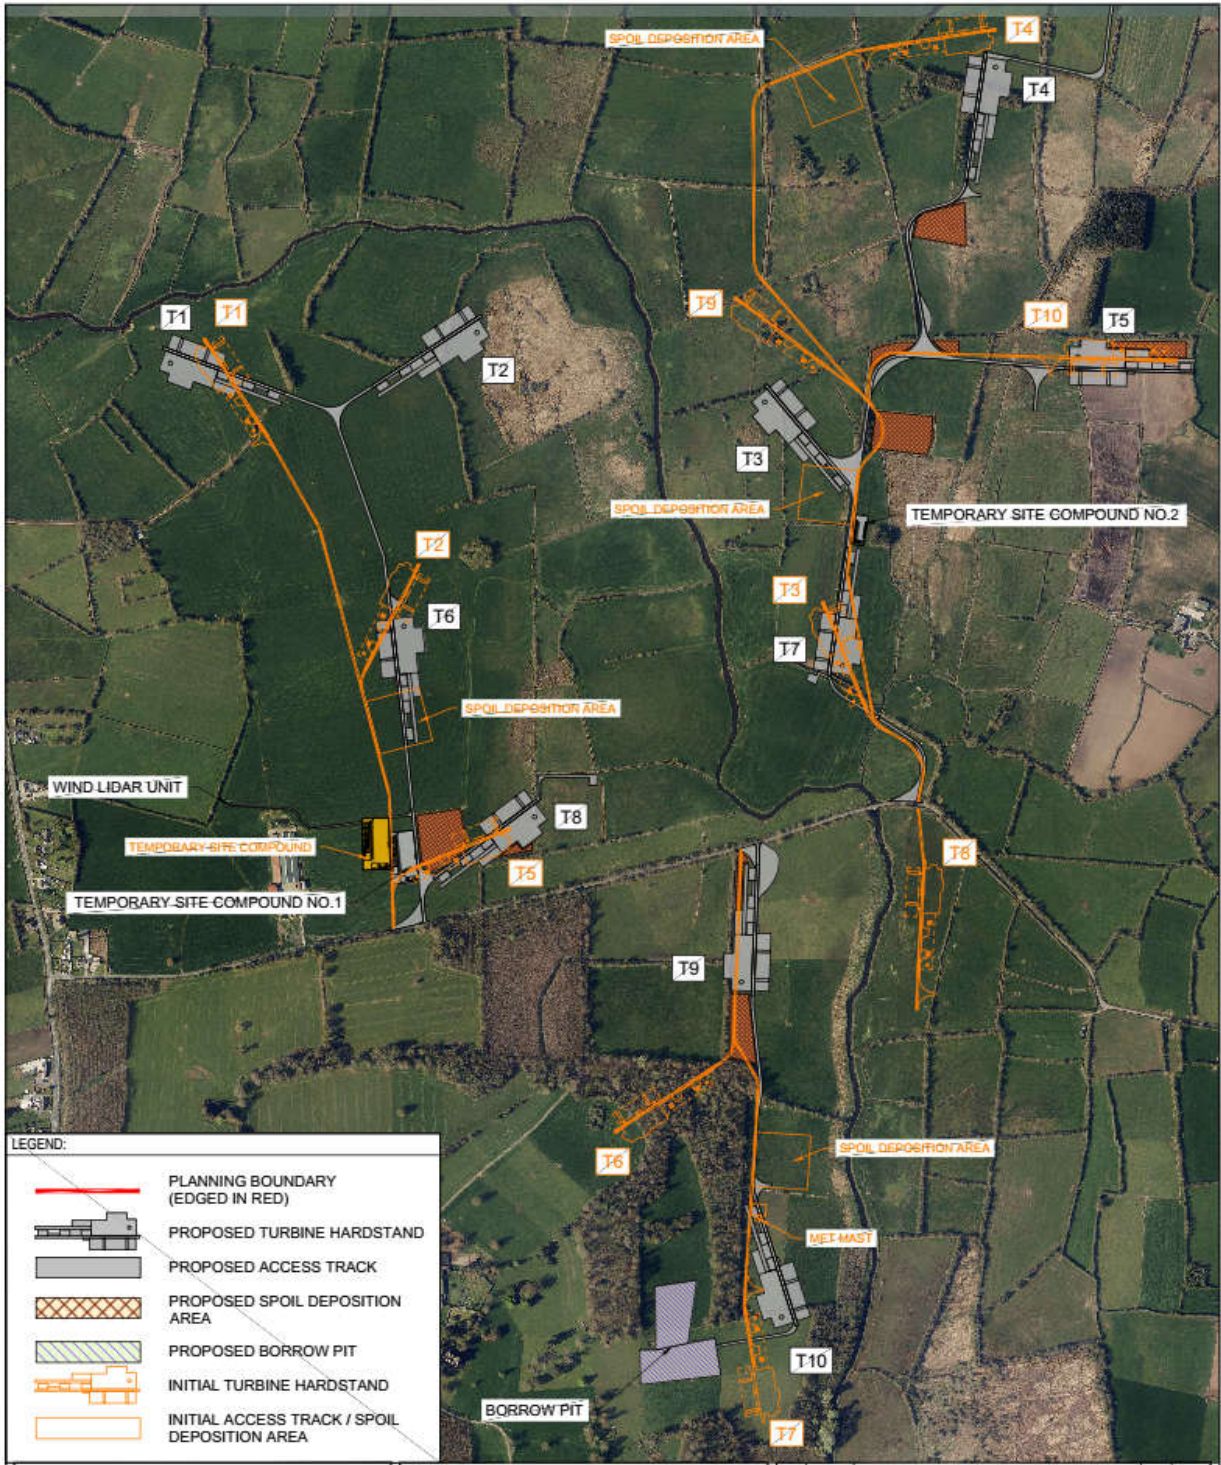 SPOIL DEPOSITION AREA
T4
T4
T9
T1
T1
T10
T5
T2
T3
SPOIL DEPOSITION AREA
TEMPORARY SITE COMPOUND NO.2
T2
T3
T6
T7
SPOIL DEPOSITION AREA
WIND LIDAR UNIT
T8
TEMPORARY SITE COMPOUND
T8
T5
TEMPORARY SITE COMPOUND NO.1
T9
LEGEND:
SPOIL DEPOSITION AREA
T6
PLANNING BOUNDARY
(EDGED IN RED)
PROPOSED TURBINE HARDSTAND
MET MAST
PROPOSED ACCESS TRACK
PROPOSED SPOIL DEPOSITION
AREA
PROPOSED BORROW PIT
T10
INITIAL TURBINE HARDSTAND
BORROW PIT
INITIAL ACCESS TRACK / SPOIL
DEPOSITION AREA
T7